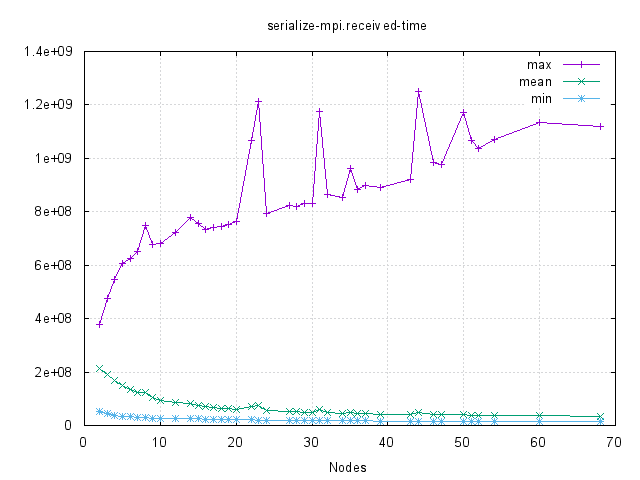 serialize-mpi.received-time
1.4e+09
1.2e+09
1e+09
8e+08
6e+08
4e+08
2e+08
0
max
mean
min
0 10 20 30 40 50 60 70
Nodes